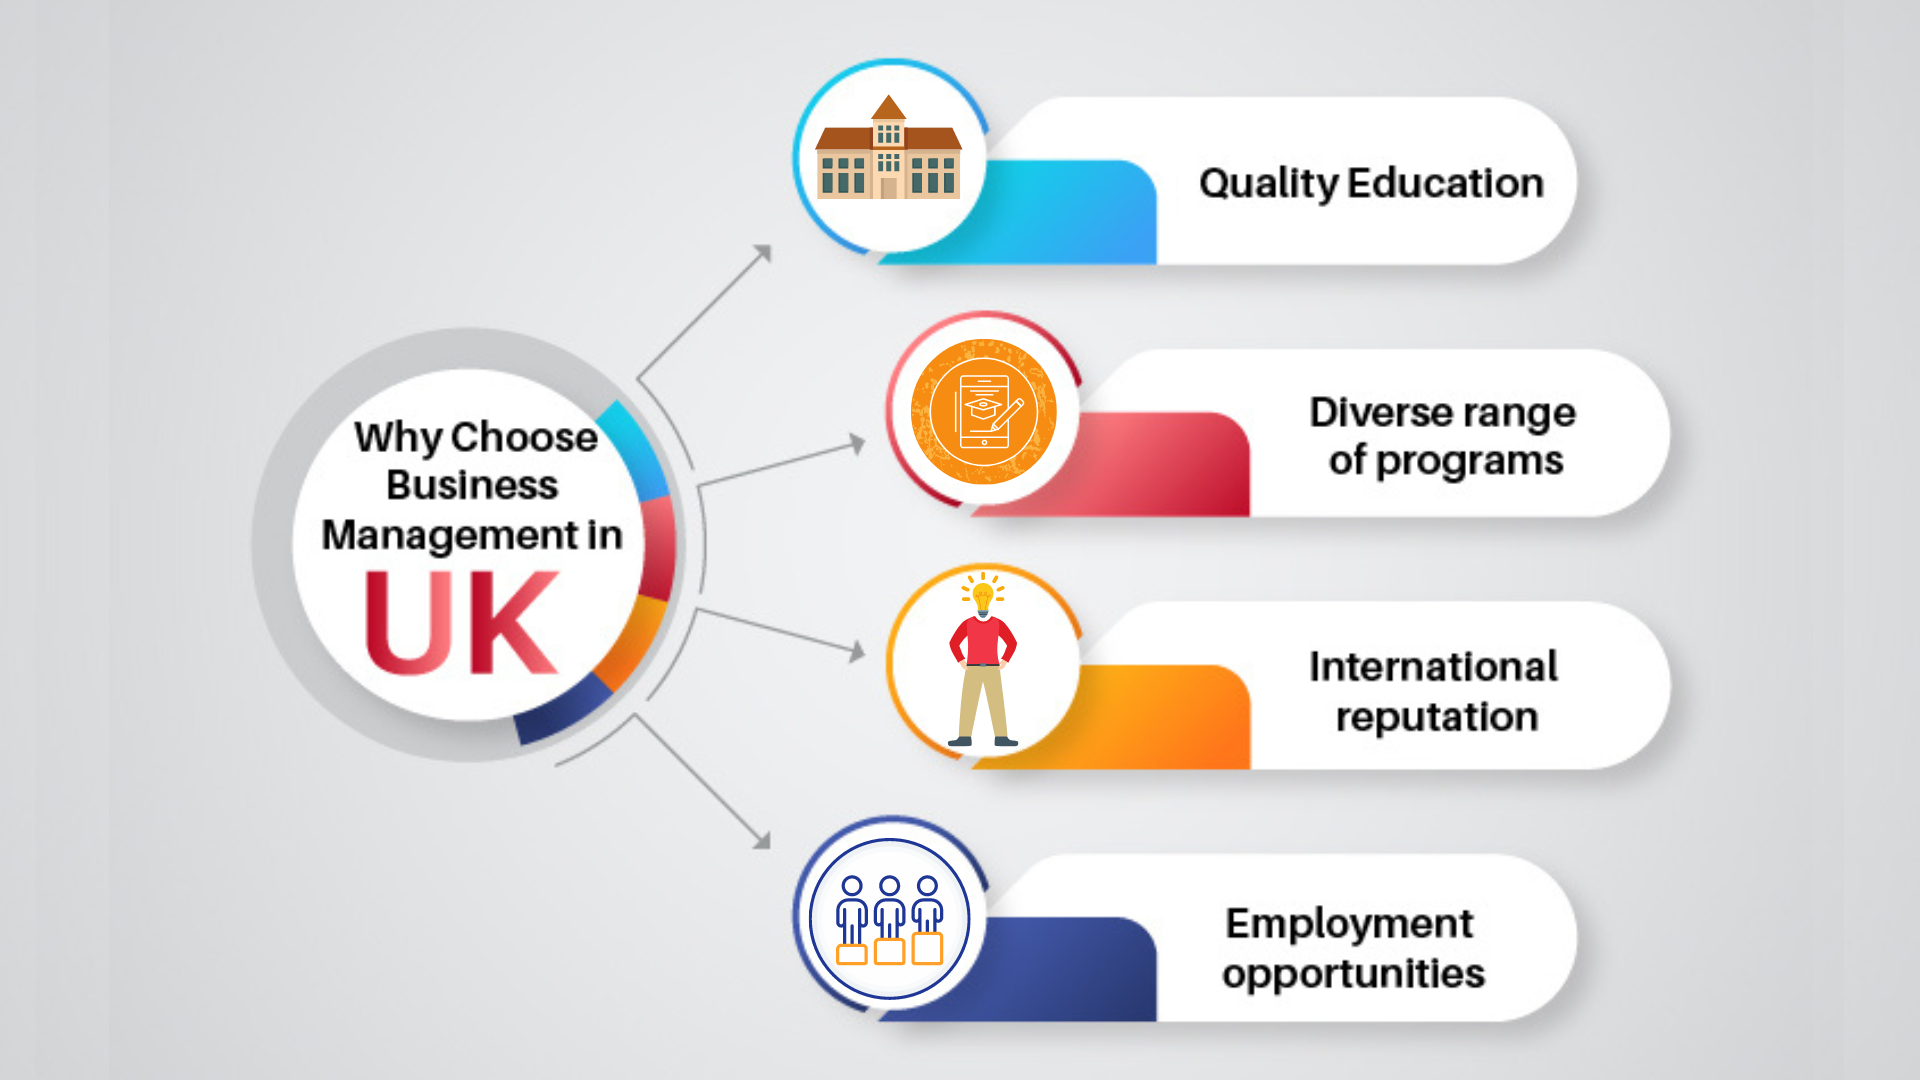 Why Choose
Business
Management in
UK
Quality Education
Diverse range
of programs
International
reputation
Employment
opportunities